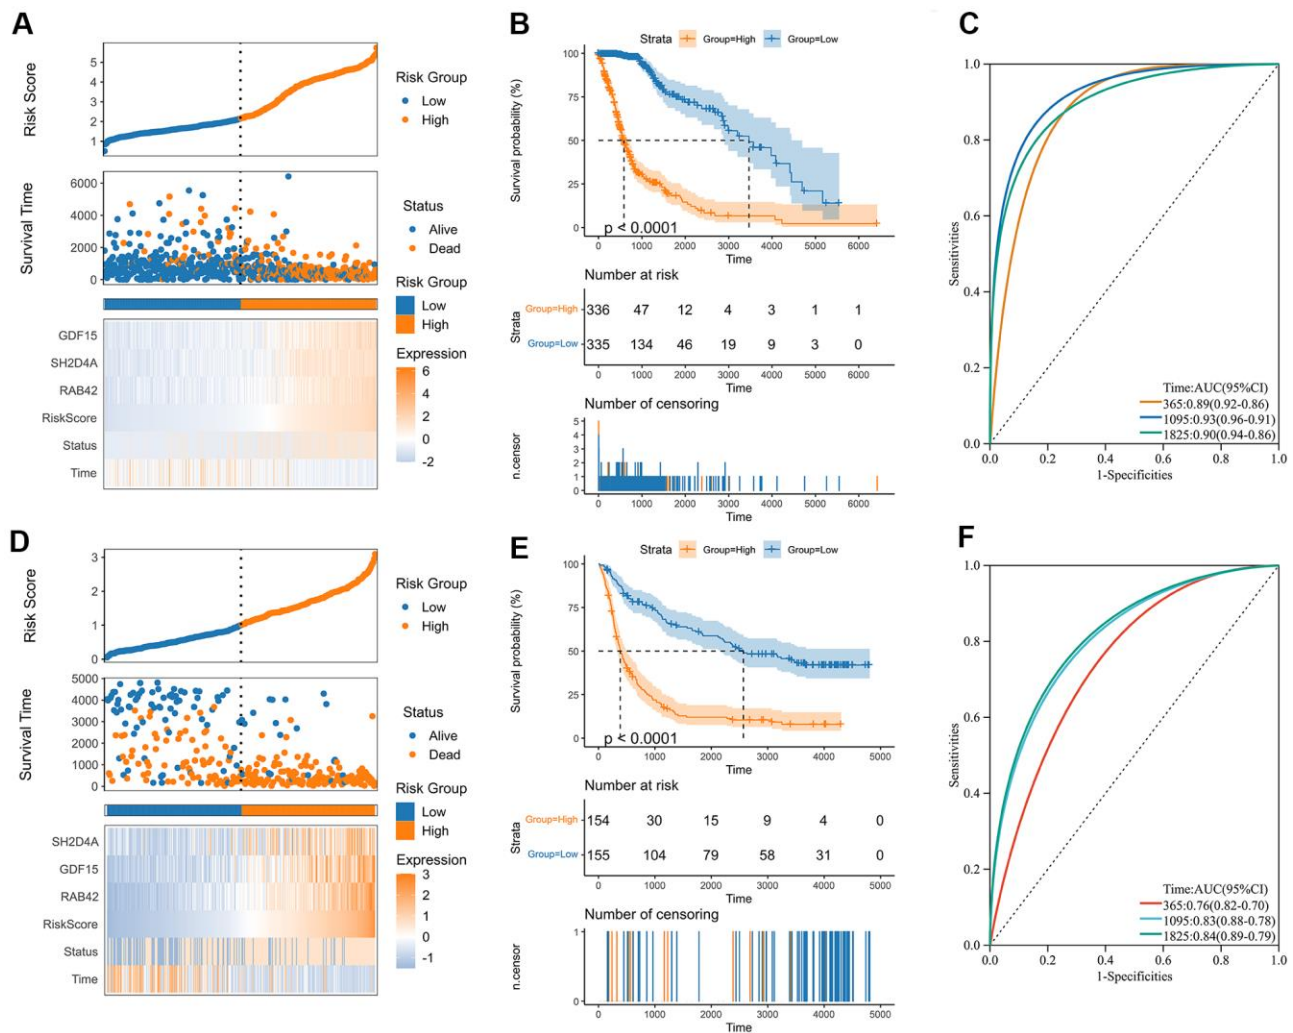 A
Risk Score
5
4
3
2
1
Risk Group
Low
High
Survival Time
6000
4000
2000
0
Status
Alive
Dead
Risk Group
Low
High
GDF15
SH2D4A
RAB42
RiskScore
Status
Time
Expression
6
4
2
0
-2
B
Strata Group=High Group=Low
Survival probability (%)
100
75
50
25
0
p < 0.0001
0 1000 2000 3000 4000 5000 6000
Time
Number at risk
Strata
Group=High 336 47 12 4 3 1 1
Group=Low 335 134 46 19 9 3 0
0 1000 2000 3000 4000 5000 6000
Time
Number of censoring
n.censor
5
4
3
2
1
0
0 1000 2000 3000 4000 5000 6000
Time
C
Sensitivities
1.0
0.8
0.6
0.4
0.2
0.0
Time:AUC(95%CI)
365:0.89(0.92-0.86)
1095:0.93(0.96-0.91)
1825:0.90(0.94-0.86)
0.0 0.2 0.4 0.6 0.8 1.0
1-Specificities
D
Risk Score
3
2
1
0
Risk Group
Low
High
Survival Time
5000
4000
3000
2000
1000
0
Status
Alive
Dead
Risk Group
Low
High
SH2D4A
GDF15
RAB42
RiskScore
Status
Time
Expression
3
2
1
0
-1
E
Strata Group=High Group=Low
Survival probability (%)
100
75
50
25
0
p < 0.0001
0 1000 2000 3000 4000 5000
Time
Number at risk
Strata
Group=High 154 30 15 9 4 0
Group=Low 155 104 79 58 31 0
0 1000 2000 3000 4000 5000
Time
Number of censoring
n.censor
1
0
0 1000 2000 3000 4000 5000
Time
F
Sensitivities
1.0
0.8
0.6
0.4
0.2
0.0
Time:AUC(95%CI)
365:0.76(0.82-0.70)
1095:0.83(0.88-0.78)
1825:0.84(0.89-0.79)
0.0 0.2 0.4 0.6 0.8 1.0
1-Specificities